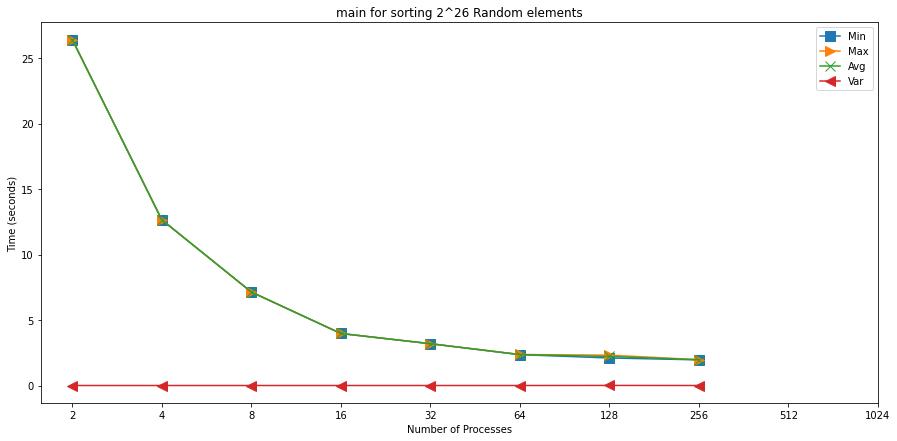 main for sorting 2^26 Random elements
Min
Max
Avg
Var
Time (seconds)
25
20
15
10
5
0
2 4 8 16 32 64 128 256 512 1024
Number of Processes